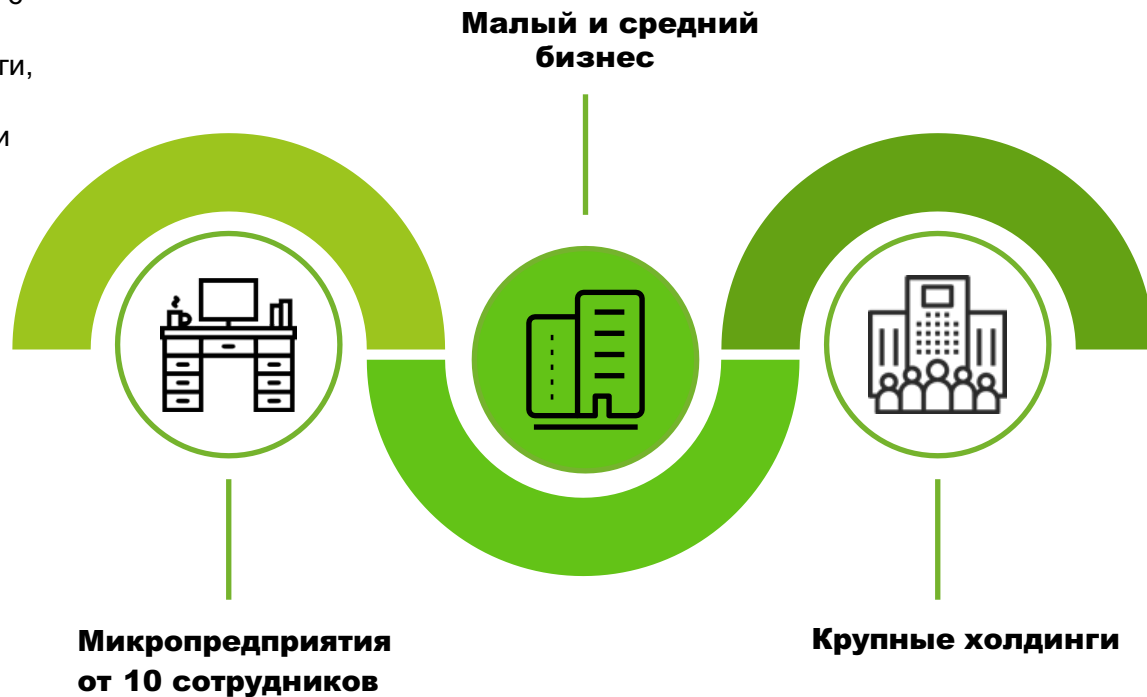 Малый и средний
бизнес
Микропредприятия
от 10 сотрудников
Крупные холдинги